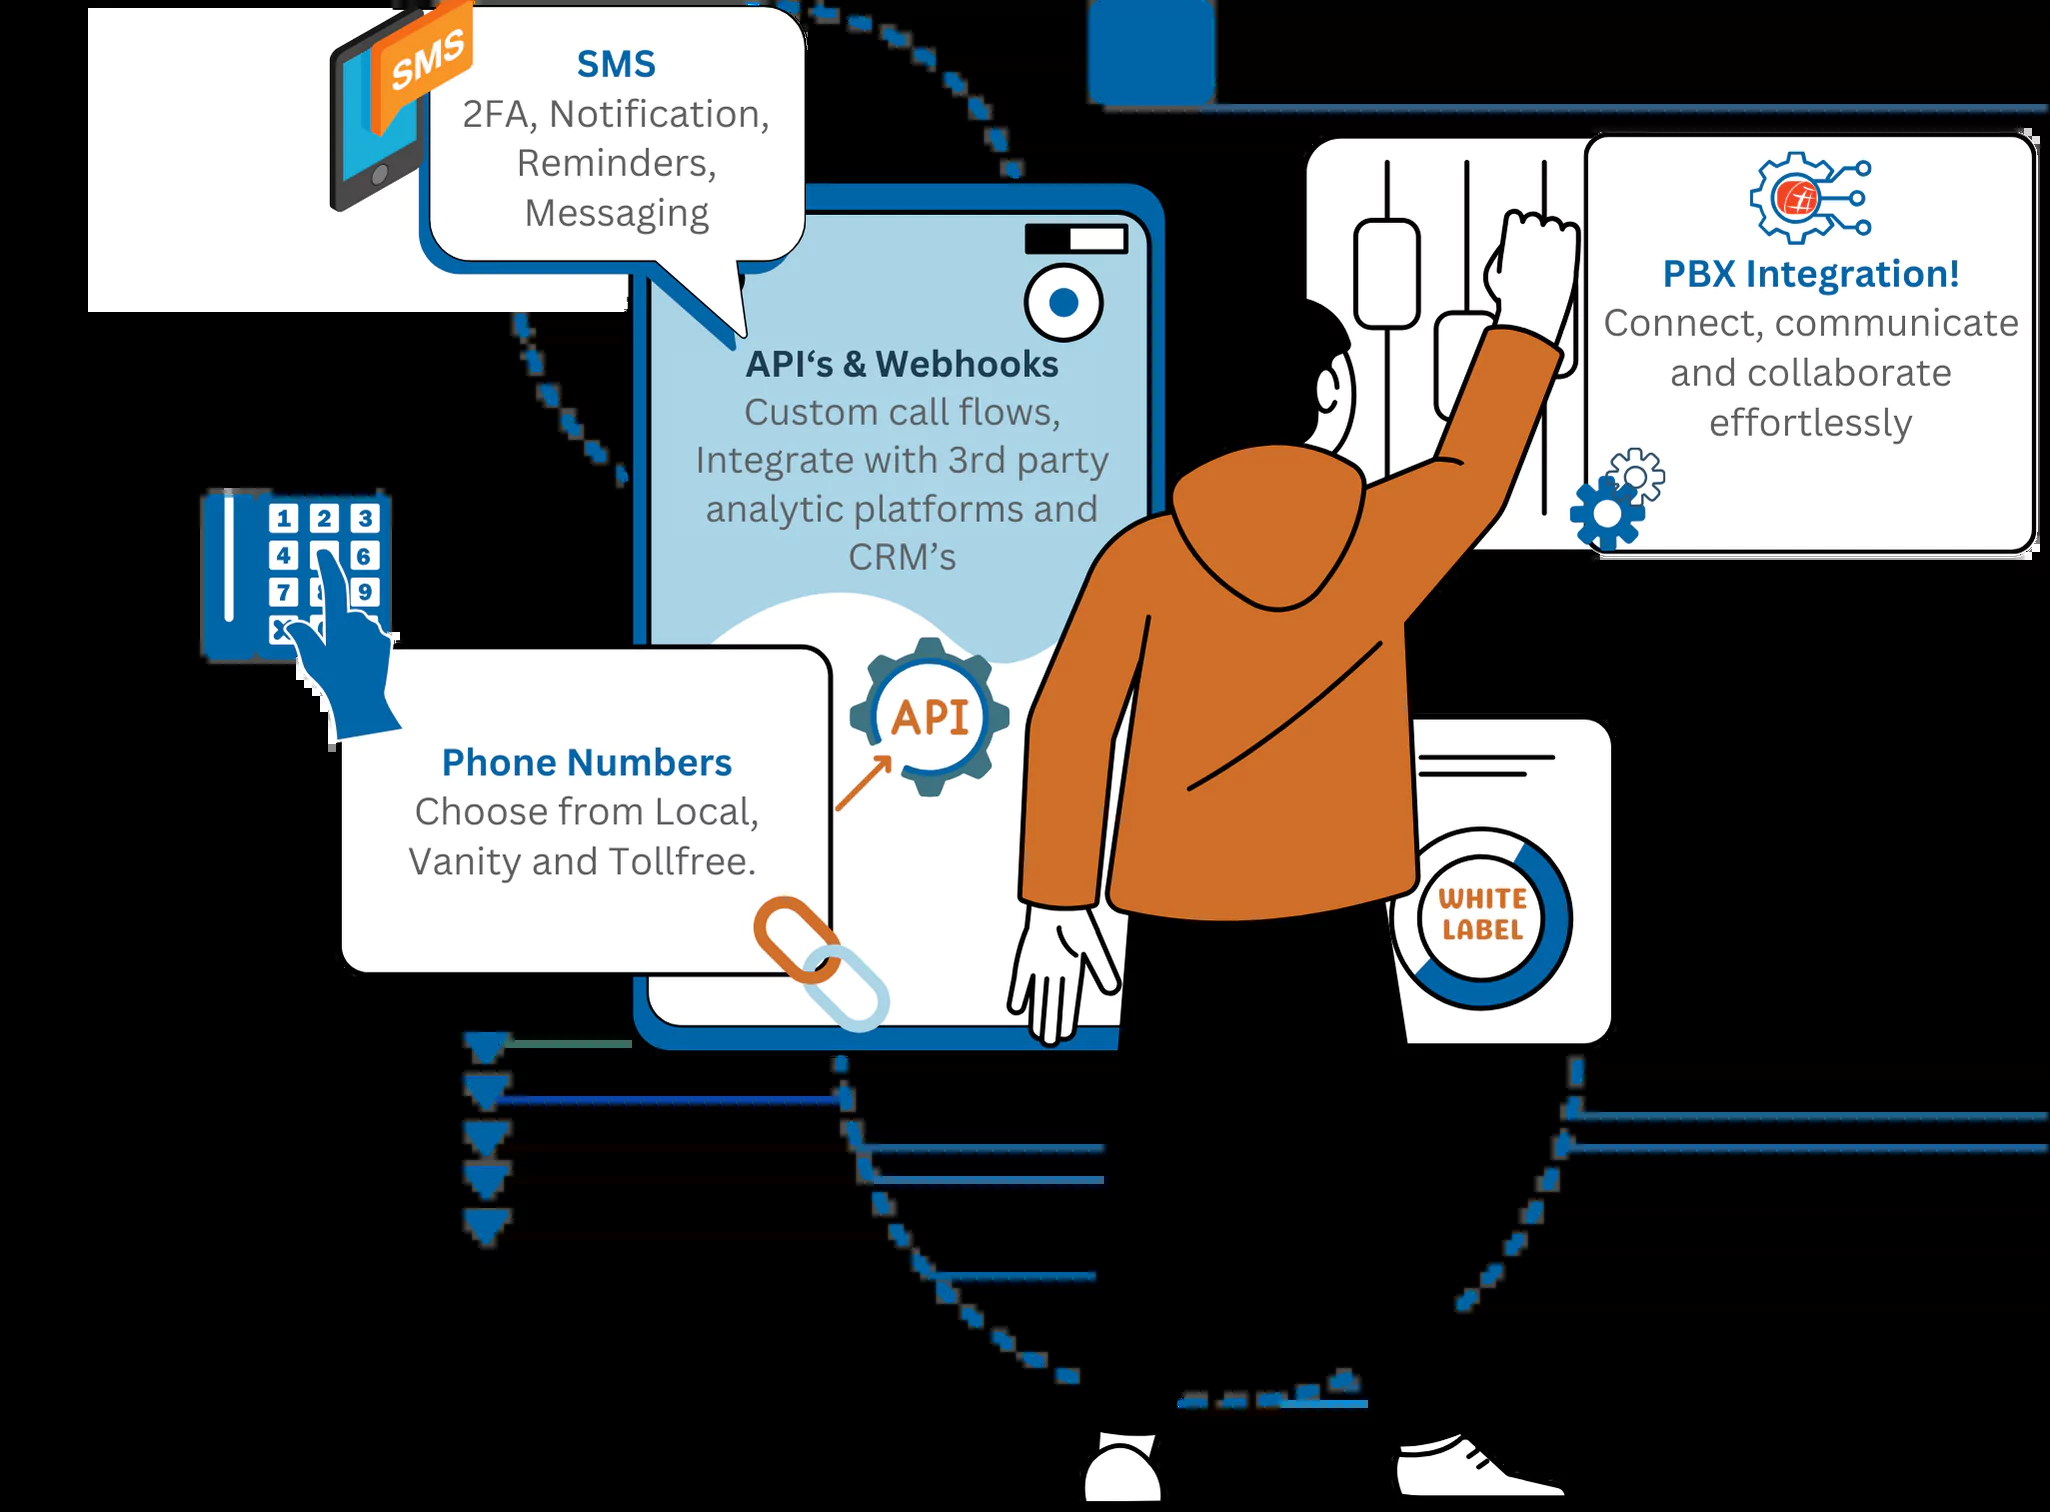 SMS
SMS
2FA, Notification,
Reminders,
Messaging
PBX Integration!
Connect, communicate
and collaborate
effortlessly
API‘s & Webhooks
Custom call flows,
Integrate with 3rd party
analytic platforms and
CRM’s
1 2 3
4 6
7 8 9
API
Phone Numbers
Choose from Local,
Vanity and Tollfree.
WHITE
LABEL